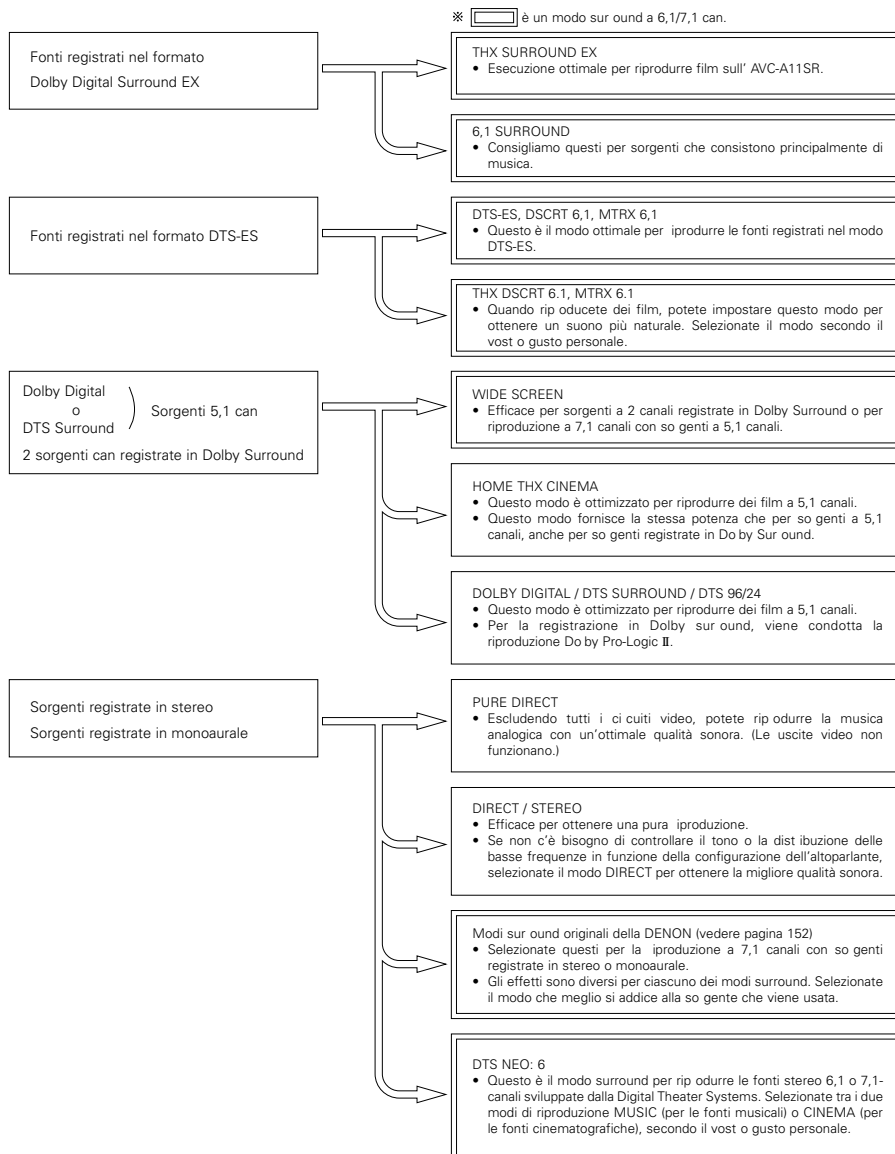 ※ è un modo sur ound a 6,1/7,1 can.
Fonti registrati nel formato
Dolby Digital Surround EX
THX SURROUND EX
• Esecuzione ottimale per riprodurre film sull' AVC-A11SR.
6,1 SURROUND
• Consigliamo questi per sorgenti che consistono principalmente di
musica.
Fonti registrati nel formato DTS-ES
DTS-ES, DSCRT 6,1, MTRX 6,1
• Questo è il modo ottimale per iprodurre le fonti registrati nel modo
DTS-ES.
THX DSCRT 6.1, MTRX 6.1
• Quando rip oducete dei film, potete impostare questo modo per
ottenere un suono più naturale. Selezionate il modo secondo il
vost o gusto personale.
Dolby Digital
o
DTS Surround
Sorgenti 5,1 can
2 sorgenti can registrate in Dolby Surround
WIDE SCREEN
• Efficace per sorgenti a 2 canali registrate in Dolby Surround o per
riproduzione a 7,1 canali con so genti a 5,1 canali.
HOME THX CINEMA
• Questo modo è ottimizzato per riprodurre dei film a 5,1 canali.
• Questo modo fornisce la stessa potenza che per so genti a 5,1
canali, anche per so genti registrate in Do by Sur ound.
DOLBY DIGITAL / DTS SURROUND / DTS 96/24
• Questo modo è ottimizzato per riprodurre dei film a 5,1 canali.
• Per la registrazione in Dolby sur ound, viene condotta la
riproduzione Do by Pro-Logic II.
Sorgenti registrate in stereo
Sorgenti registrate in monoaurale
PURE DIRECT
• Escludendo tutti i ci cuiti video, potete rip odurre la musica
analogica con un'ottimale qualità sonora. (Le uscite video non
funzionano.)
DIRECT / STEREO
• Efficace per ottenere una pura iproduzione.
• Se non c'è bisogno di controllare il tono o la dist ibuzione delle
basse frequenze in funzione della configurazione dell'altoparlante,
selezionate il modo DIRECT per ottenere la migliore qualità sonora.
Modi sur ound originali della DENON (vedere pagina 152)
• Selezionate questi per la iproduzione a 7,1 canali con so genti
registrate in stereo o monoaurale.
• Gli effetti sono diversi per ciascuno dei modi surround. Selezionate
il modo che meglio si addice alla so gente che viene usata.
DTS NEO: 6
• Questo è il modo surround per rip odurre le fonti stereo 6,1 o 7,1-
canali sviluppate dalla Digital Theater Systems. Selezionate tra i due
modi di riproduzione MUSIC (per le fonti musicali) o CINEMA (per
le fonti cinematografiche), secondo il vost o gusto personale.